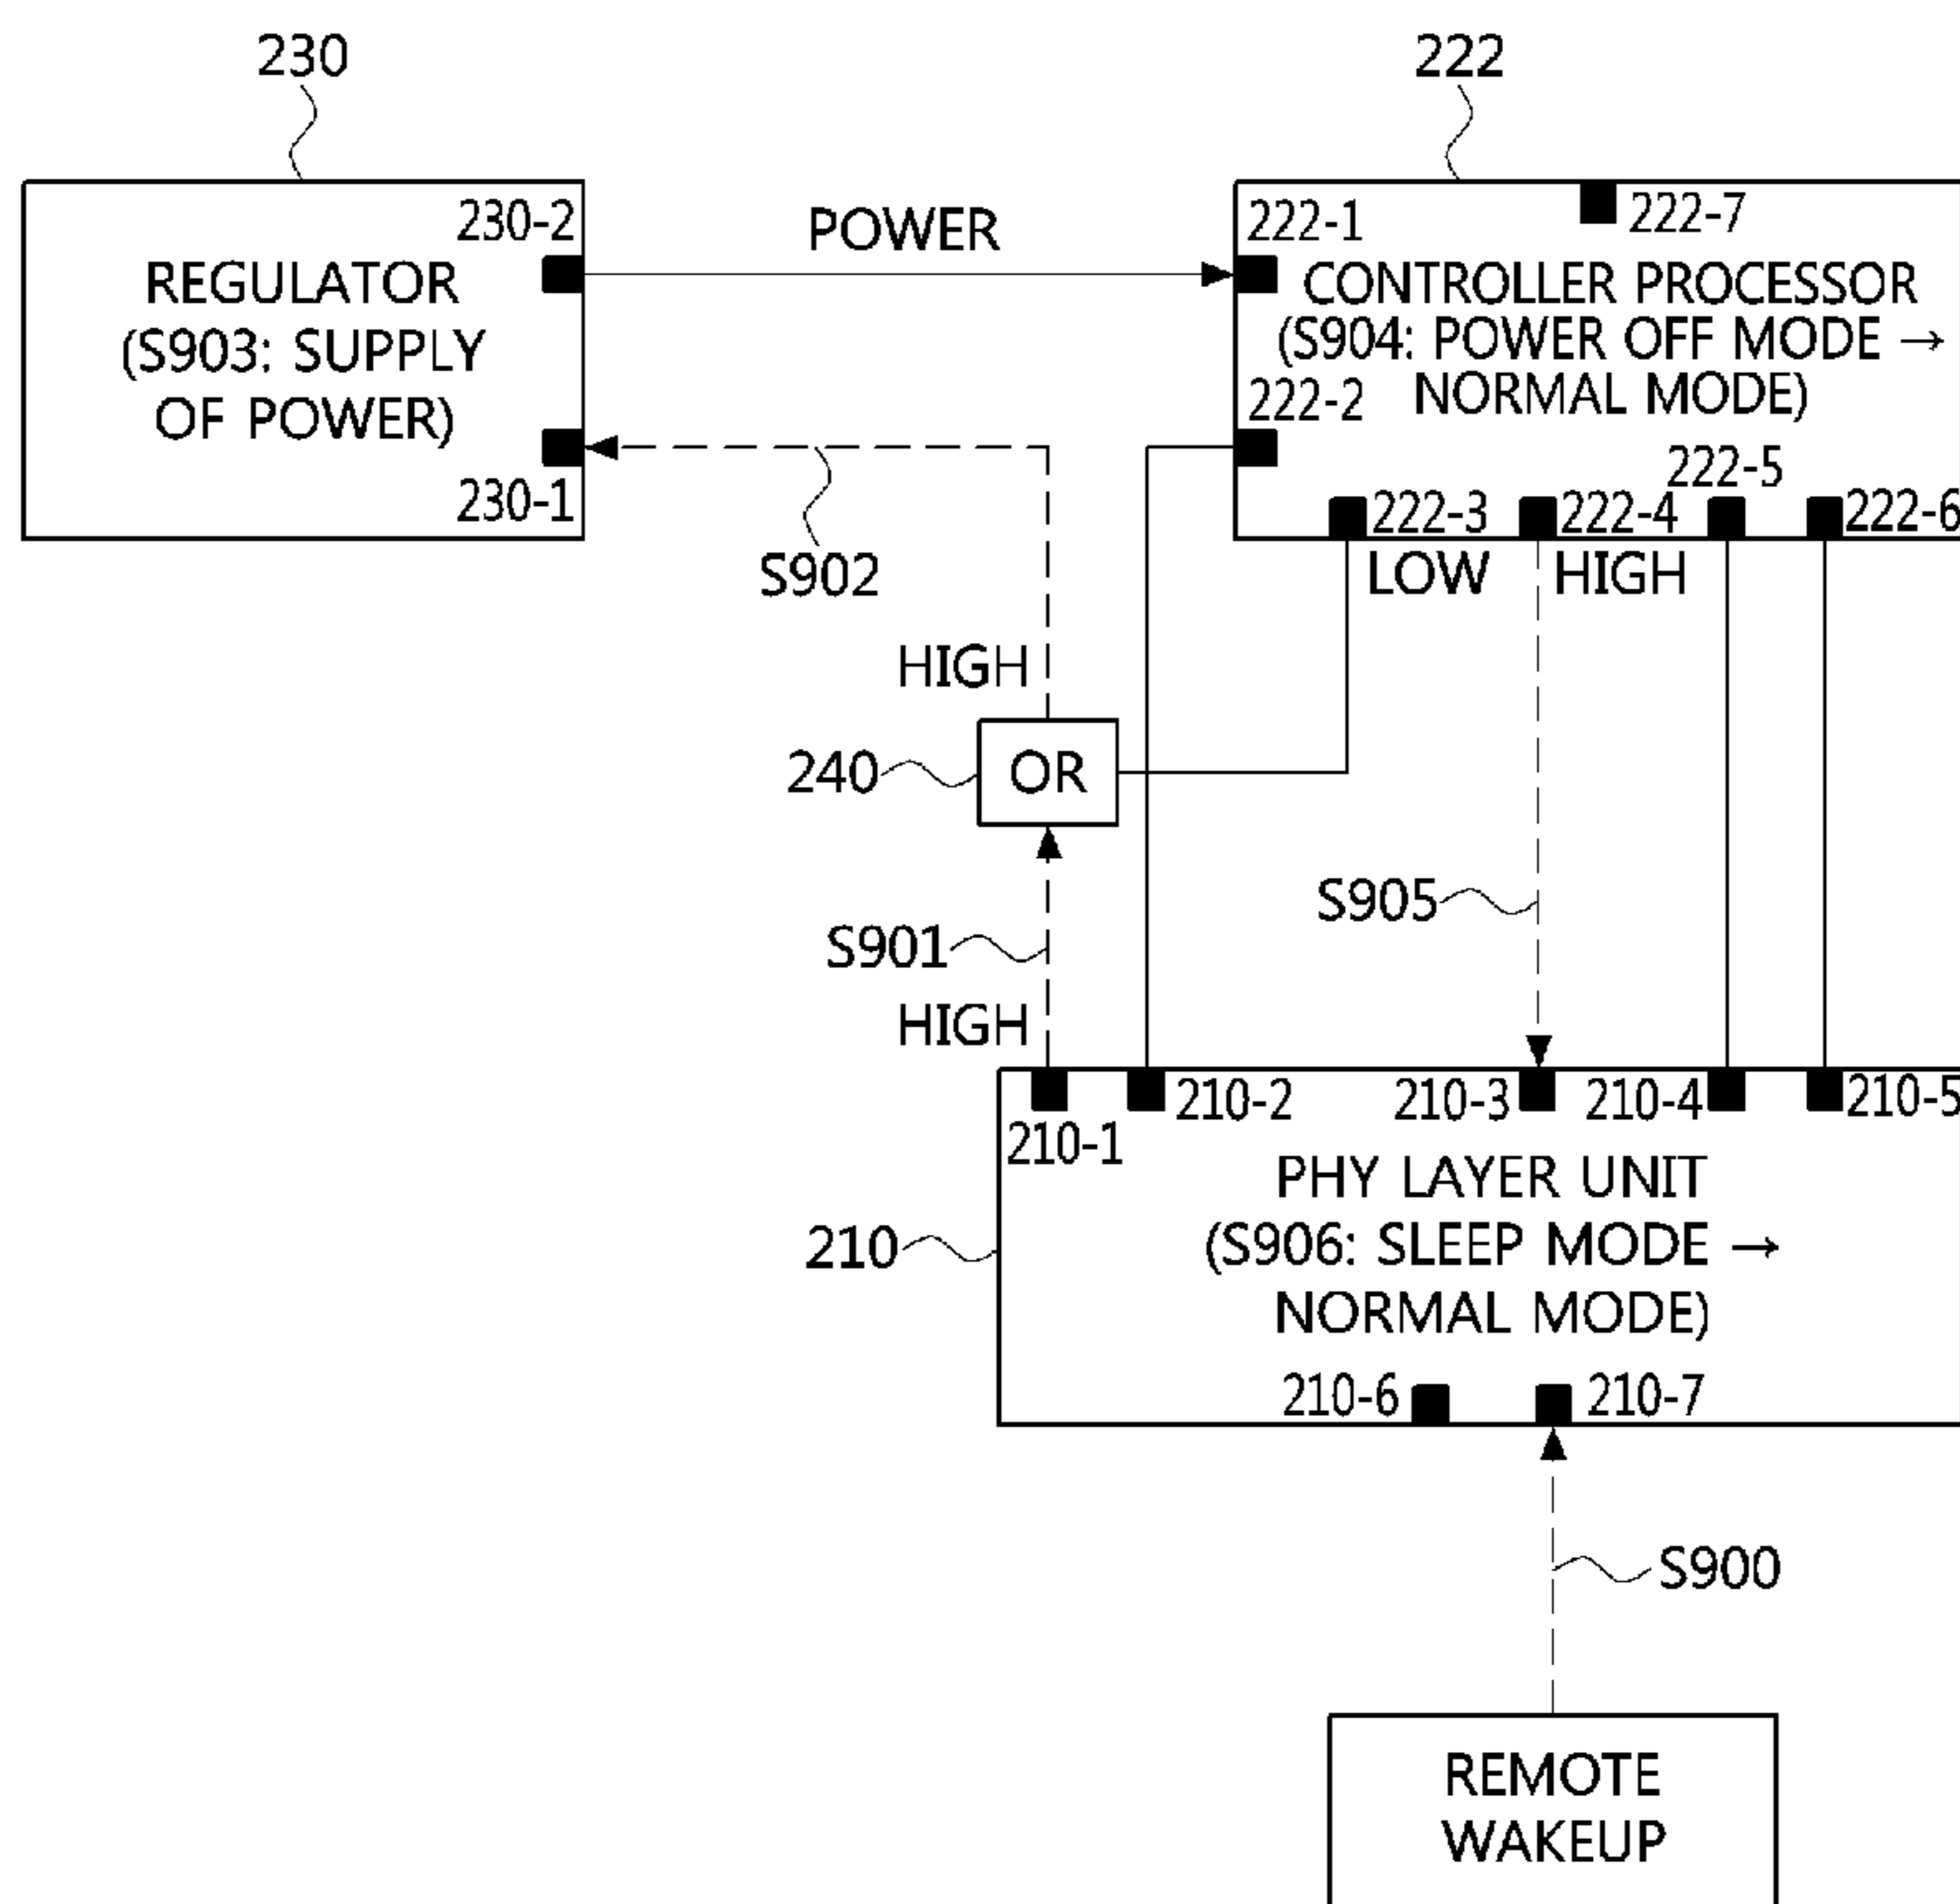 230
222
230-2
REGULATOR
(S903: SUPPLY
OF POWER)
230-1
POWER
222-1
222-7
CONTROLLER PROCESSOR
(S904: POWER OFF MODE →
NORMAL MODE)
222-2
222-5
222-3
222-4
222-6
LOW
HIGH
S902
HIGH
240
OR
S905
S901
HIGH
210-1
210-2
210-3
210-4
210-5
PHY LAYER UNIT
(S906: SLEEP MODE →
NORMAL MODE)
210
210-6
210-7
S900
REMOTE
WAKEUP